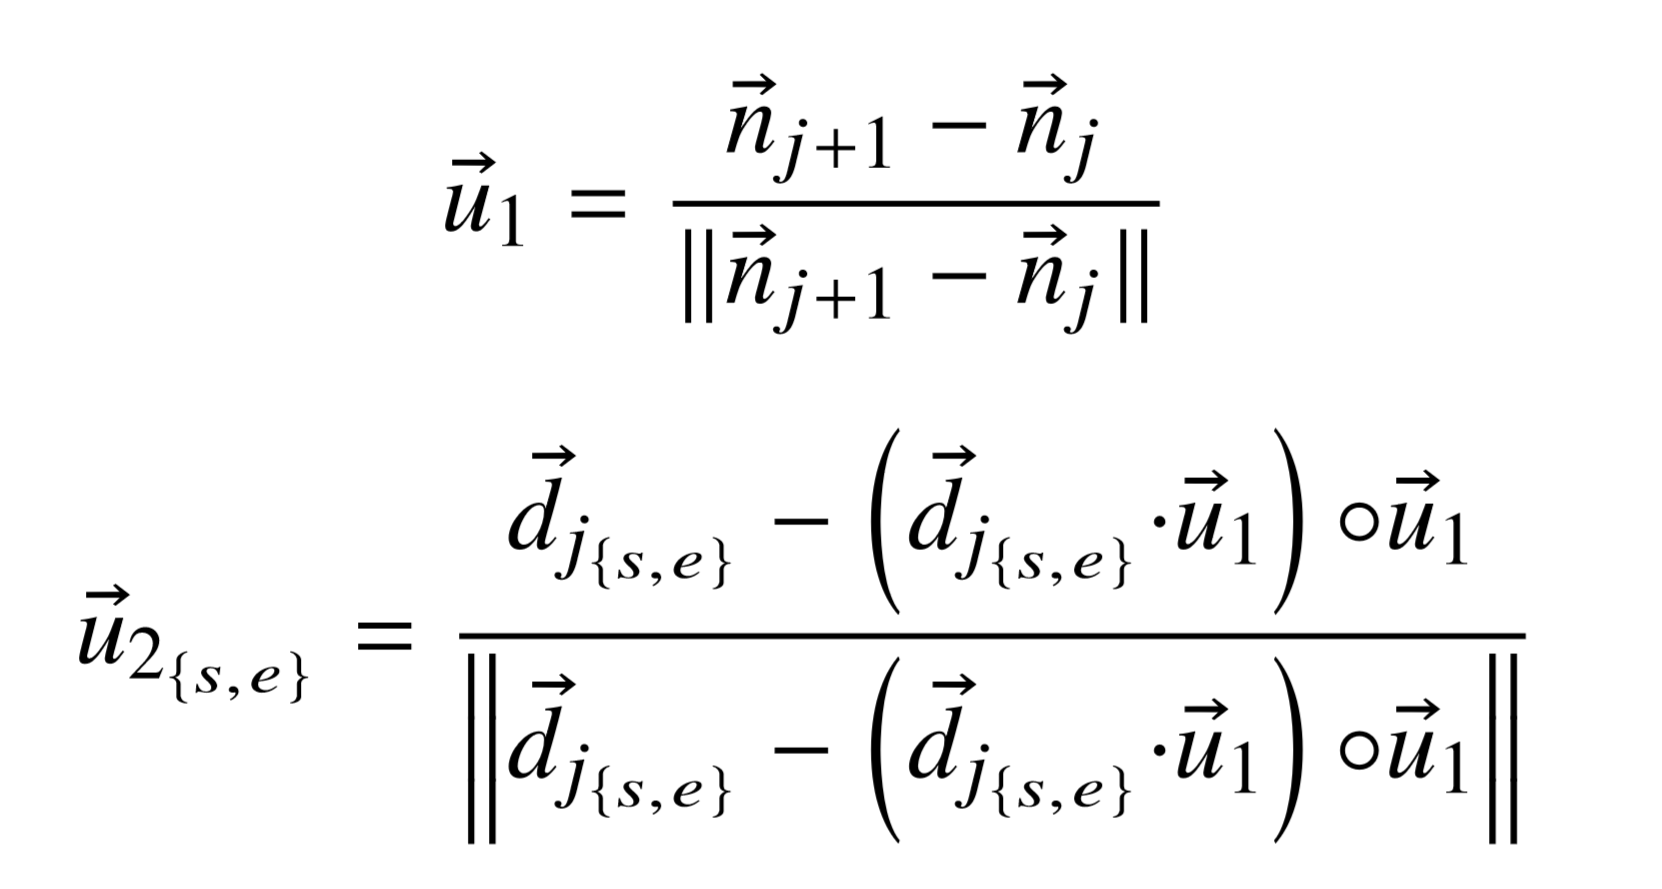 \vec{u}_1 = \frac{\vec{n}_{j+1} - \vec{n}_j}{\|\vec{n}_{j+1} - \vec{n}_j\|}
\vec{u}_{2_{\{s,e\}}} = \frac{\vec{d}_{j_{\{s,e\}}} - \left(\vec{d}_{j_{\{s,e\}}} \cdot \vec{u}_1\right) \circ \vec{u}_1}{\left\|\vec{d}_{j_{\{s,e\}}} - \left(\vec{d}_{j_{\{s,e\}}} \cdot \vec{u}_1\right) \circ \vec{u}_1\right\|}